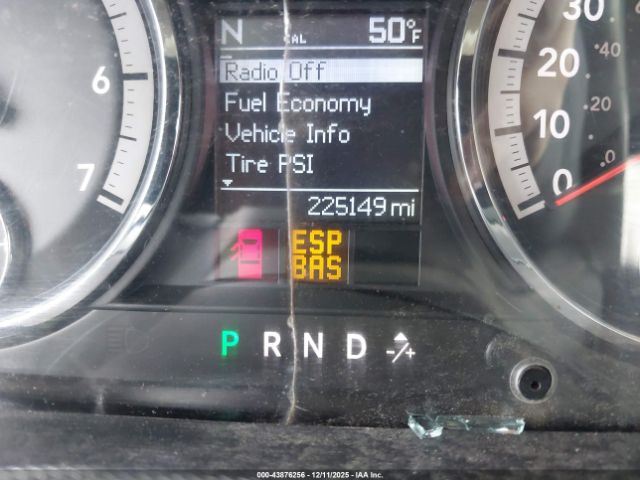 N CAL 50°F
Radio Off
Fuel Economy
Vehicle Info
Tire PSI
225149 mi
6
7
30
20
10
0
40
20
0
ESP
BAS
P R N D -/+
000-43876256 - 12/11/2025 - IAA Inc.